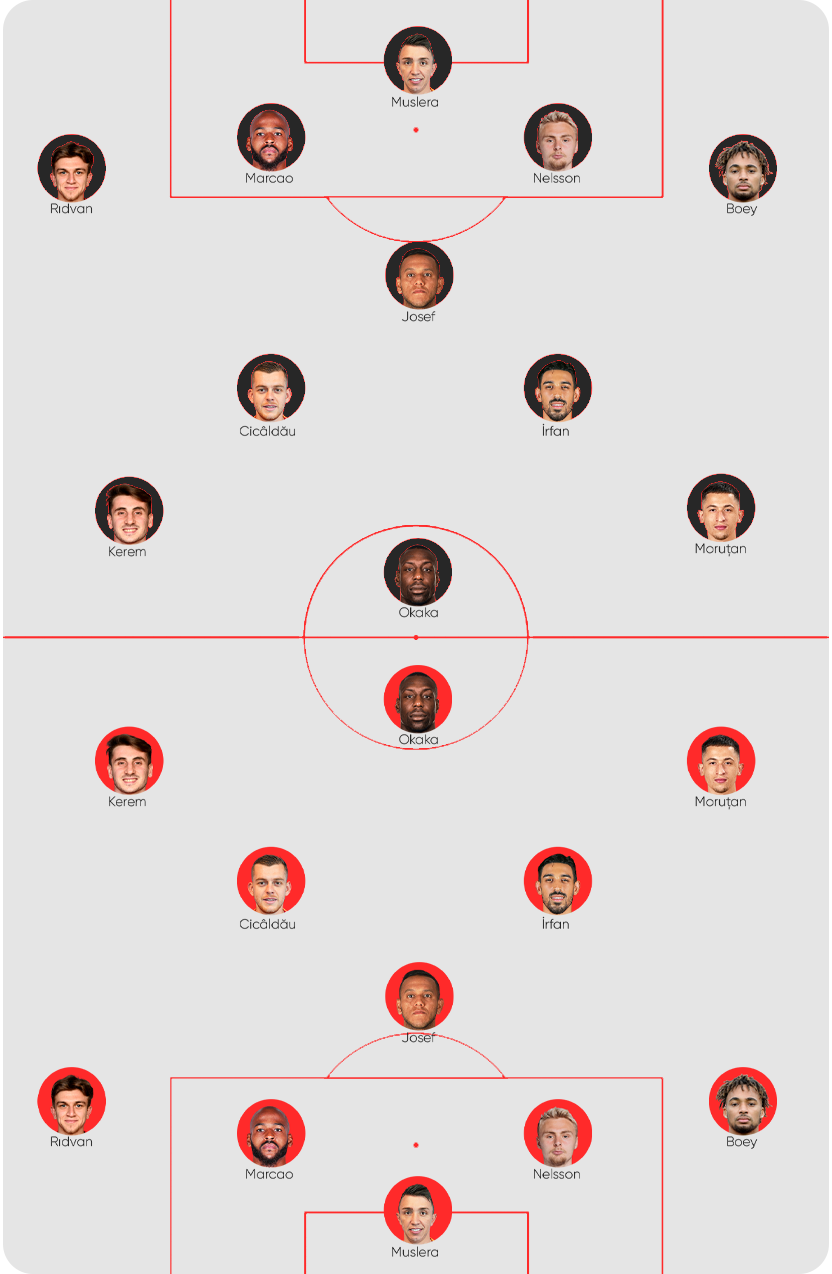 Muslera
Marcao
Nelsson
Rıdvan
Boey
Josef
Cicâldău
İrfan
Kerem
Moruțan
Okaka
Okaka
Kerem
Moruțan
Cicâldău
İrfan
Josef
Rıdvan
Boey
Marcao
Nelsson
Muslera